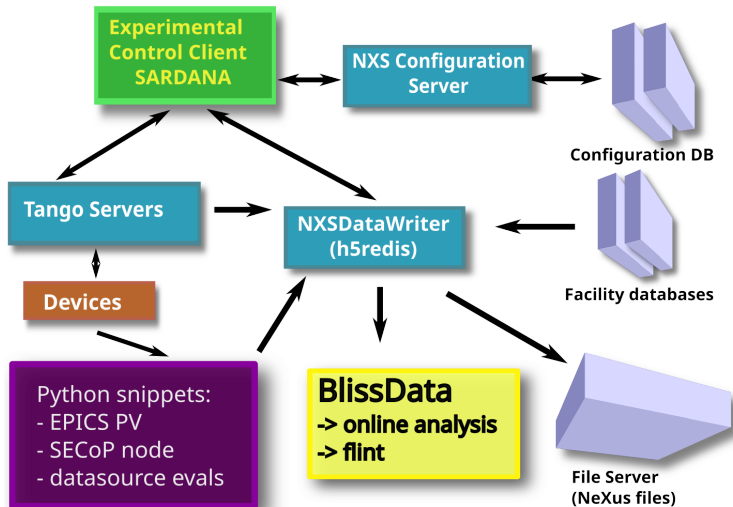 Experimental
Control Client
SARDANA
NXS Configuration
Server
Configuration DB
Tango Servers
NXSDataWriter
(h5redis)
Facility databases
Devices
Python snippets:
- EPICS PV
- SECoP node
- datasource evals
BlissData
-> online analysis
-> flint
File Server
(NeXus files)